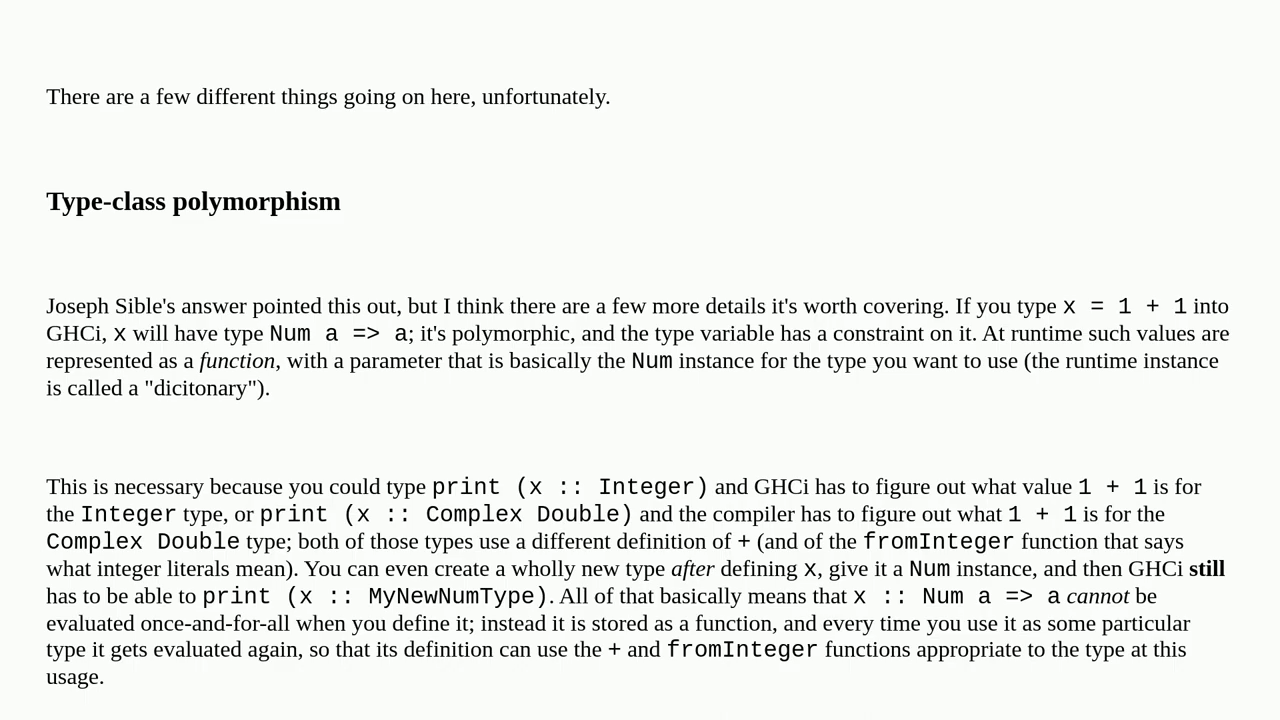 There are a few different things going on here, unfortunately.
Type-class polymorphism
Joseph Sible's answer pointed this out, but I think there are a few more details it's worth covering. If you type x = 1 + 1 into
GHCi, x will have type Num a => a; it's polymorphic, and the type variable has a constraint on it. At runtime such values are
represented as a function, with a parameter that is basically the Num instance for the type you want to use (the runtime instance
is called a "dicitonary").
This is necessary because you could type print (x :: Integer) and GHCi has to figure out what value 1 + 1 is for
the Integer type, or print (x :: Complex Double) and the compiler has to figure out what 1 + 1 is for the
Complex Double type; both of those types use a different definition of + (and of the fromInteger function that says
what integer literals mean). You can even create a wholly new type after defining x, give it a Num instance, and then GHCi still
has to be able to print (x :: MyNewNumType). All of that basically means that x :: Num a => a cannot be
evaluated once-and-for-all when you define it; instead it is stored as a function, and every time you use it as some particular
type it gets evaluated again, so that its definition can use the + and fromInteger functions appropriate to the type at this
usage.